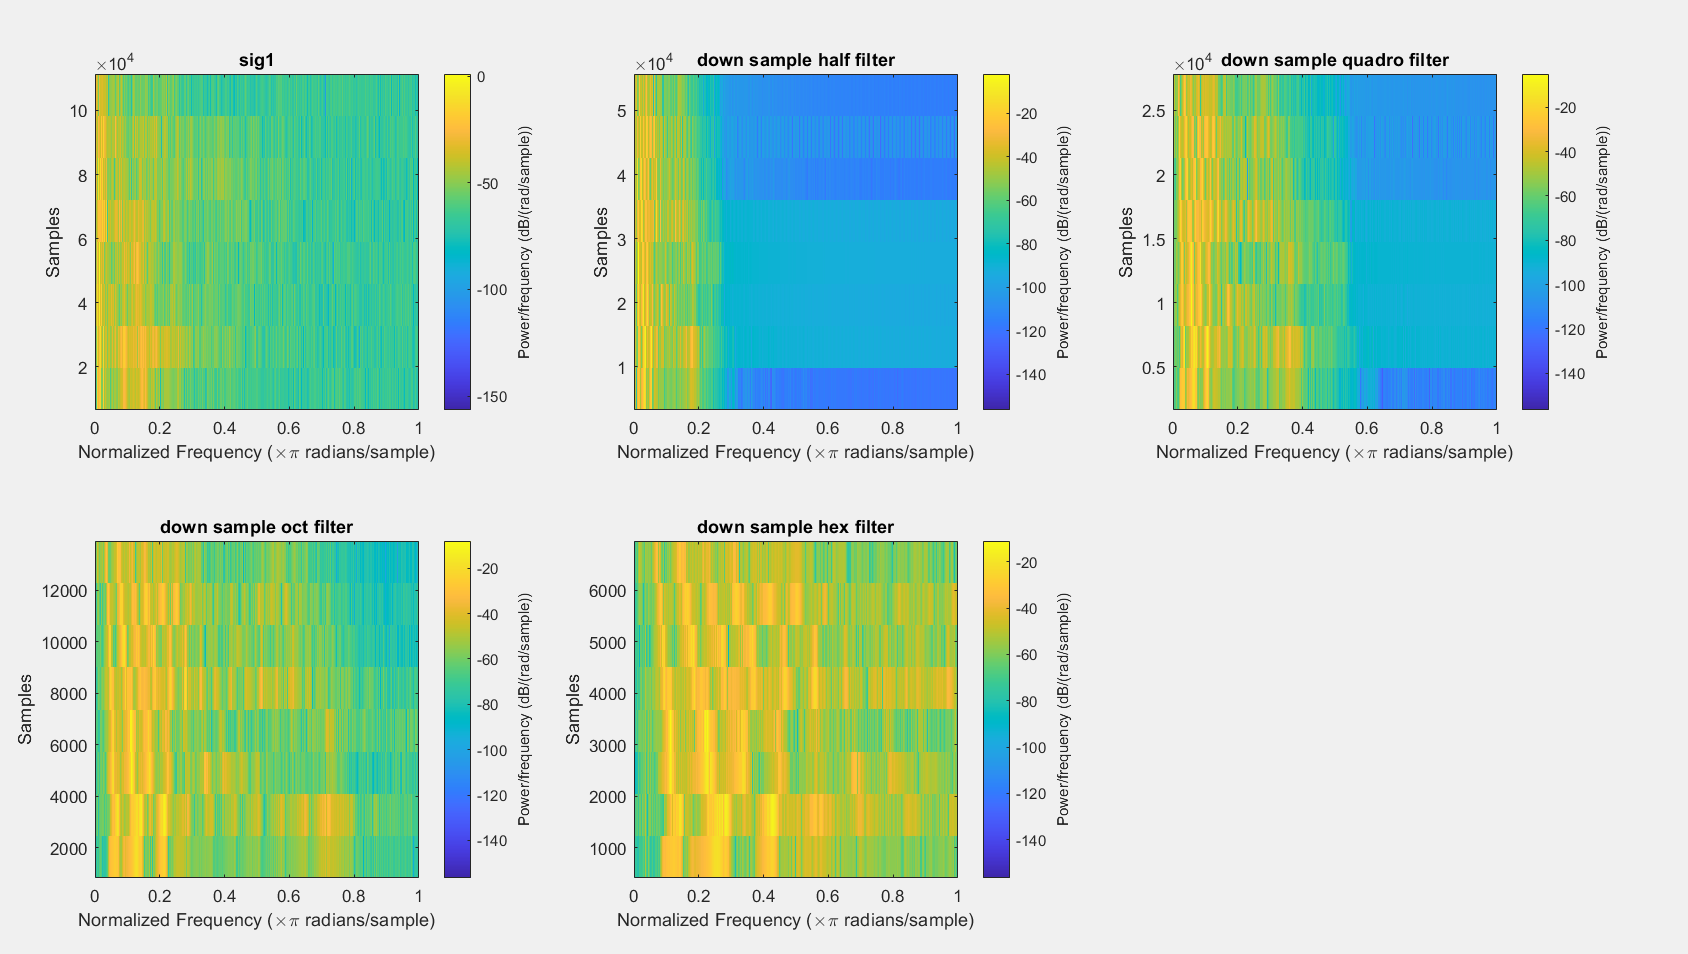 sig1
×10⁴
10
8
6
4
2
Samples
0 0.2 0.4 0.6 0.8 1
Normalized Frequency (×π radians/sample)
0
-50
-100
-150
Power/frequency (dB/(rad/sample))
down sample half filter
×10⁴
5
4
3
2
1
Samples
0 0.2 0.4 0.6 0.8 1
Normalized Frequency (×π radians/sample)
-20
-40
-60
-80
-100
-120
-140
Power/frequency (dB/(rad/sample))
down sample quadro filter
×10⁴
2.5
2
1.5
1
0.5
Samples
0 0.2 0.4 0.6 0.8 1
Normalized Frequency (×π radians/sample)
-20
-40
-60
-80
-100
-120
-140
Power/frequency (dB/(rad/sample))
down sample oct filter
12000
10000
8000
6000
4000
2000
Samples
0 0.2 0.4 0.6 0.8 1
Normalized Frequency (×π radians/sample)
-20
-40
-60
-80
-100
-120
-140
Power/frequency (dB/(rad/sample))
down sample hex filter
6000
5000
4000
3000
2000
1000
Samples
0 0.2 0.4 0.6 0.8 1
Normalized Frequency (×π radians/sample)
-20
-40
-60
-80
-100
-120
-140
Power/frequency (dB/(rad/sample))